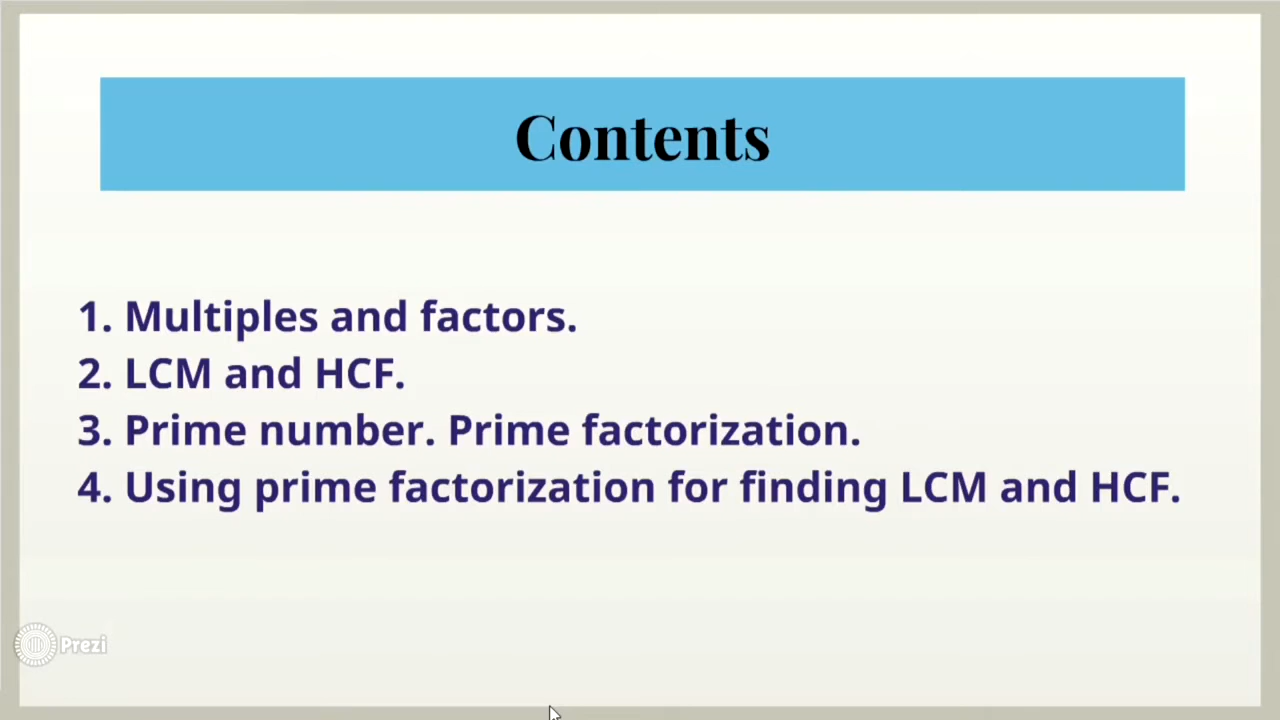 Contents
1. Multiples and factors.
2. LCM and HCF.
3. Prime number. Prime factorization.
4. Using prime factorization for finding LCM and HCF.
Prezi